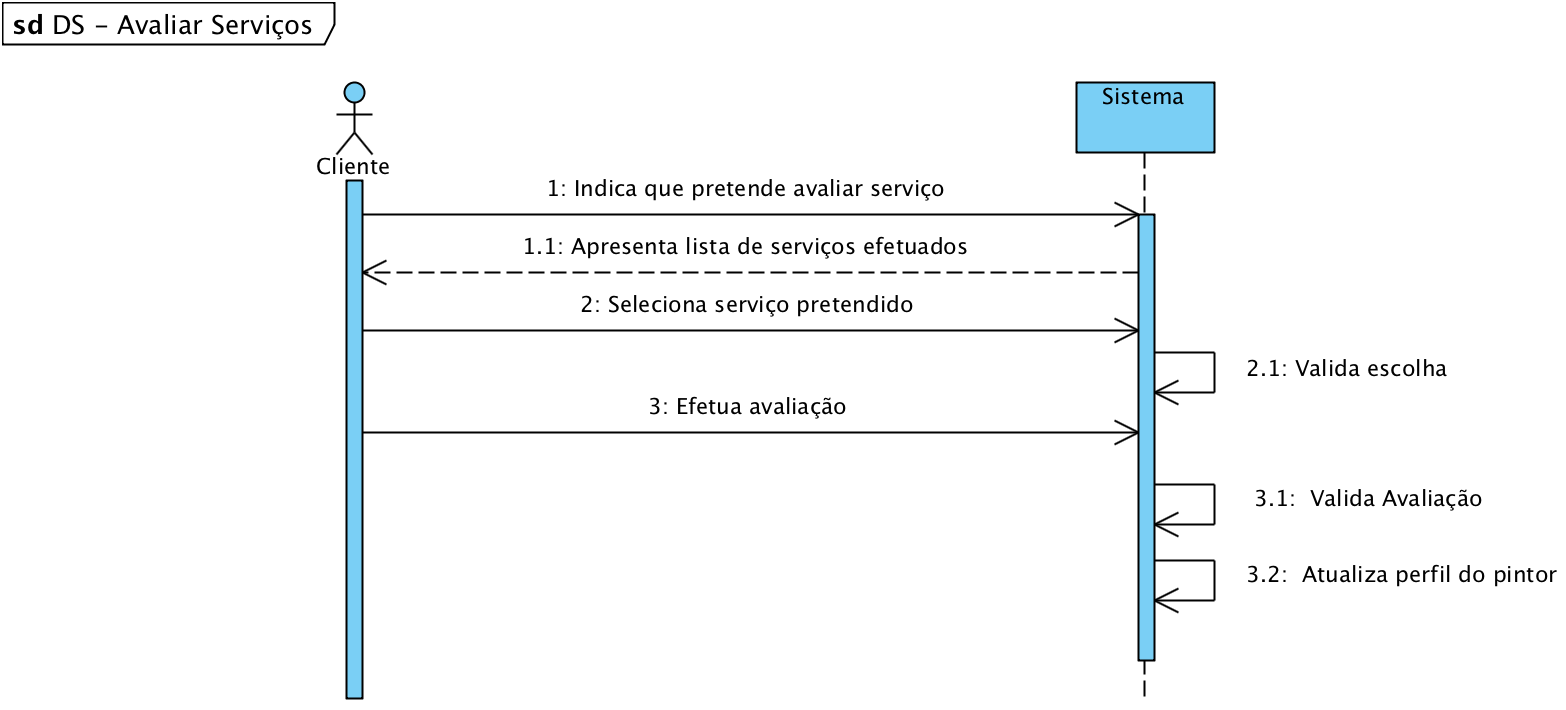 sd DS - Avaliar Serviços
Cliente
Sistema
1: Indica que pretende avaliar serviço
1.1: Apresenta lista de serviços efetuados
2: Seleciona serviço pretendido
2.1: Valida escolha
3: Efetua avaliação
3.1: Valida Avaliação
3.2: Atualiza perfil do pintor